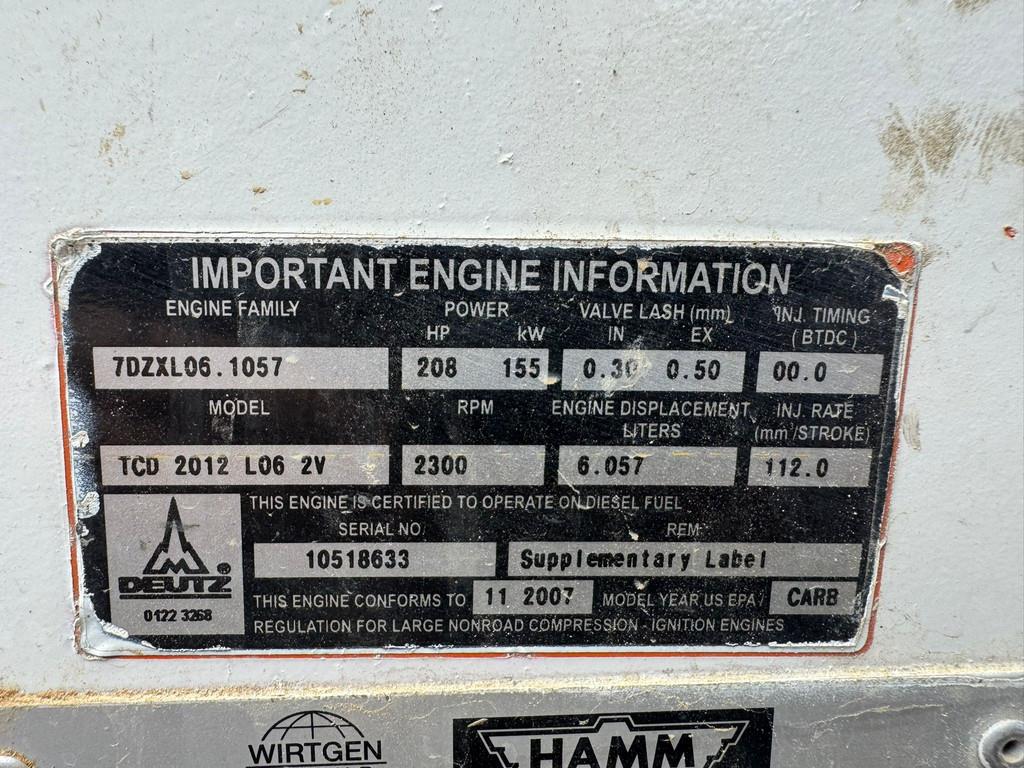 IMPORTANT ENGINE INFORMATION
ENGINE FAMILY POWER VALVE LASH (mm) INJ. TIMING
HP kW IN EX (BTDC)
7DZXL06.1057 208 155 0.30 0.50 00.0
MODEL RPM ENGINE DISPLACEMENT INJ. RATE
LITERS (mm /STROKE)
TCD 2012 L06 2V 2300 6.057 112.0
THIS ENGINE IS CERTIFIED TO OPERATE ON DIESEL FUEL
SERIAL NO. REM
10518633 Supplementary Label
DEUTZ®
0122 3268
THIS ENGINE CONFORMS TO 11 2007 MODEL YEAR US EPA/ CARB
REGULATION FOR LARGE NONROAD COMPRESSION - IGNITION ENGINES
WIRTGEN
HAMM